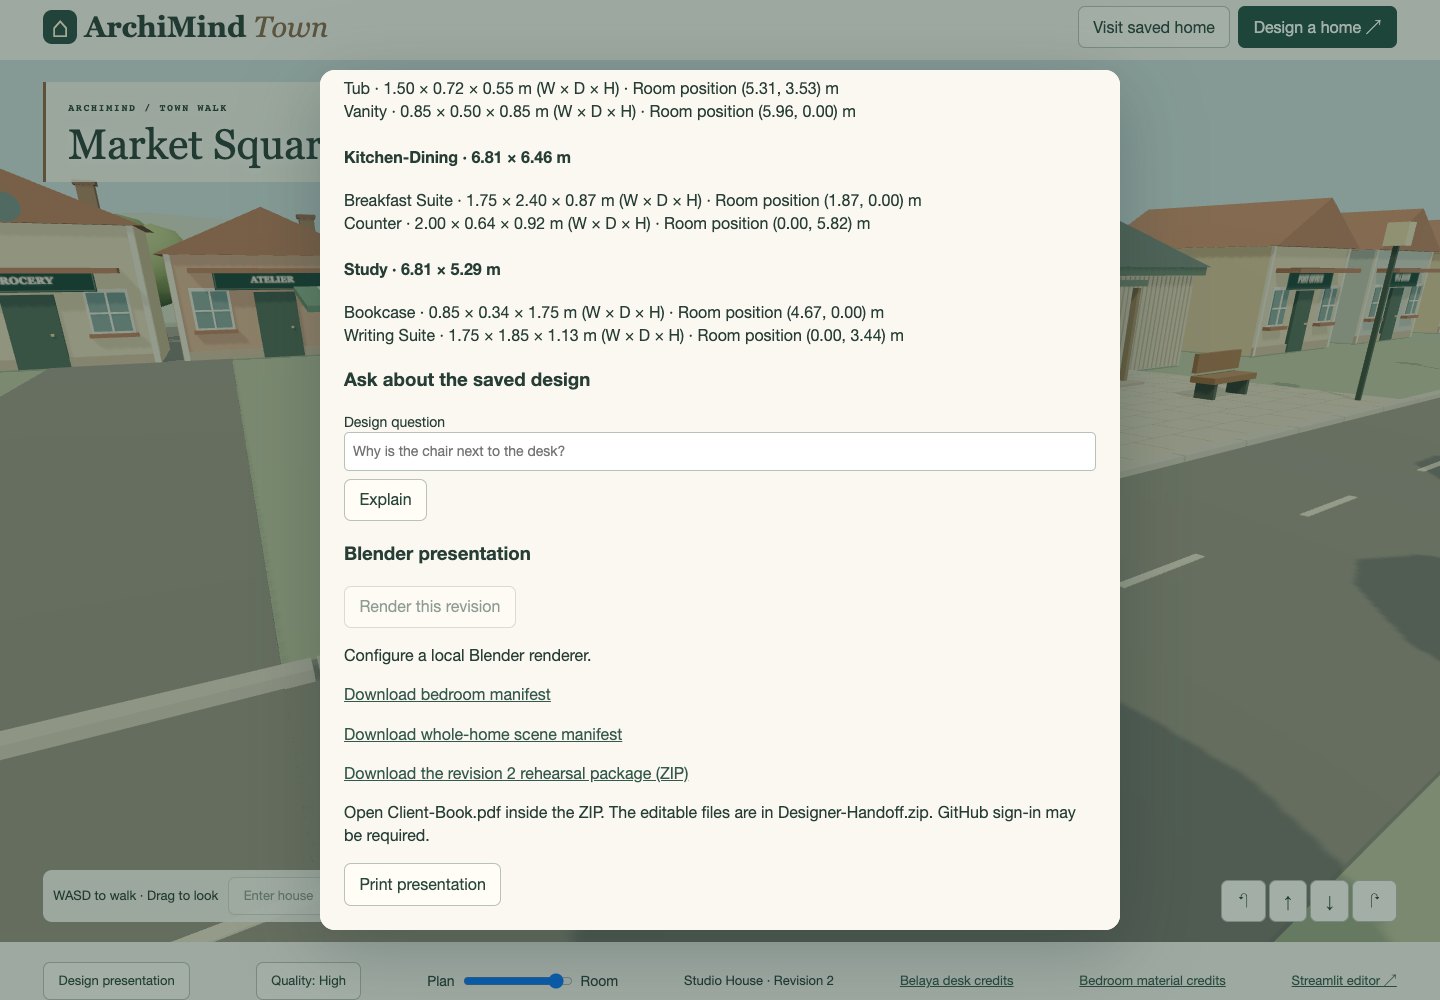 ArchiMind Town
Visit saved home
Design a home ↗
ARCHIMIND / TOWN WALK
Market Squar
ROCERY
ATELIER
Tub · 1.50 × 0.72 × 0.55 m (W × D × H) · Room position (5.31, 3.53) m
Vanity · 0.85 × 0.50 × 0.85 m (W × D × H) · Room position (5.96, 0.00) m
Kitchen-Dining · 6.81 × 6.46 m
Breakfast Suite · 1.75 × 2.40 × 0.87 m (W × D × H) · Room position (1.87, 0.00) m
Counter · 2.00 × 0.64 × 0.92 m (W × D × H) · Room position (0.00, 5.82) m
Study · 6.81 × 5.29 m
Bookcase · 0.85 × 0.34 × 1.75 m (W × D × H) · Room position (4.67, 0.00) m
Writing Suite · 1.75 × 1.85 × 1.13 m (W × D × H) · Room position (0.00, 3.44) m
Ask about the saved design
Design question
Why is the chair next to the desk?
Explain
Blender presentation
Render this revision
Configure a local Blender renderer.
Download bedroom manifest
Download whole-home scene manifest
Download the revision 2 rehearsal package (ZIP)
Open Client-Book.pdf inside the ZIP. The editable files are in Designer-Handoff.zip. GitHub sign-in may
be required.
Print presentation
WASD to walk · Drag to look
Enter house
Design presentation
Quality: High
Plan
Room
Studio House · Revision 2
Belaya desk credits
Bedroom material credits
Streamlit editor ↗